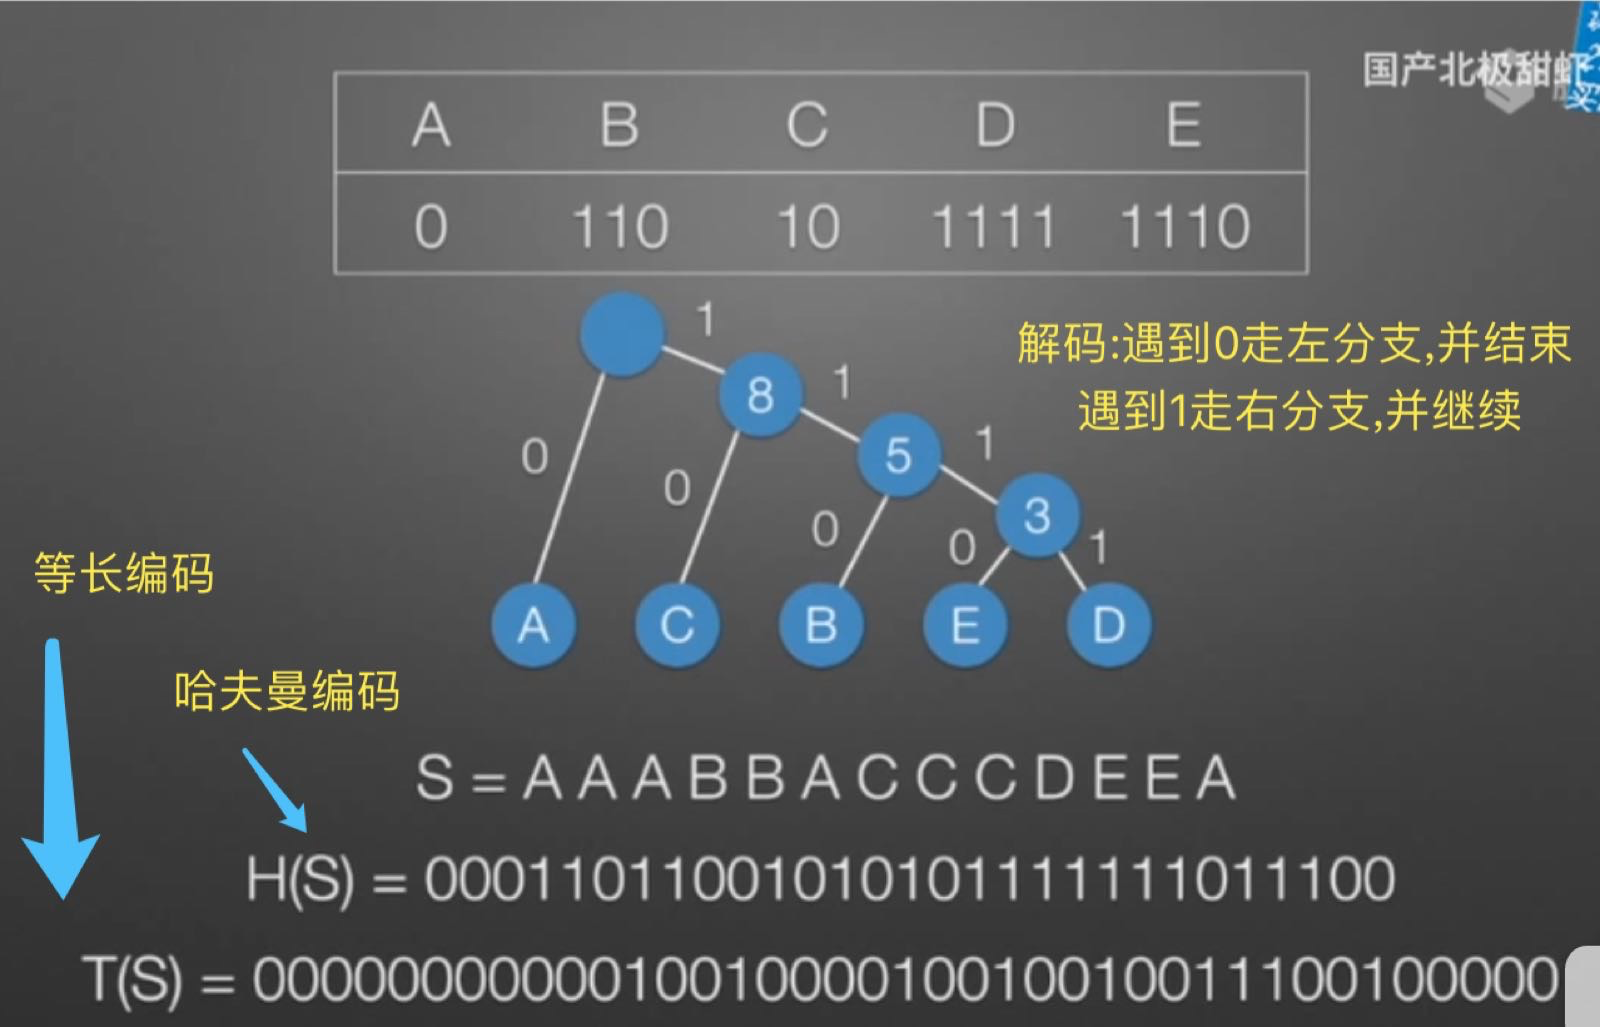 国产北极甜虾
A B C D E
0 110 10 1111 1110
1
8 1
5 1
0 0 0 3
0 1
解码:遇到0走左分支,并结束
遇到1走右分支,并继续
A C B E D
等长编码
哈夫曼编码
S = A A A B B A C C C D E E A
H(S) = 00011011001010101111111011100
T(S) = 000000000001001000010010010011100100000